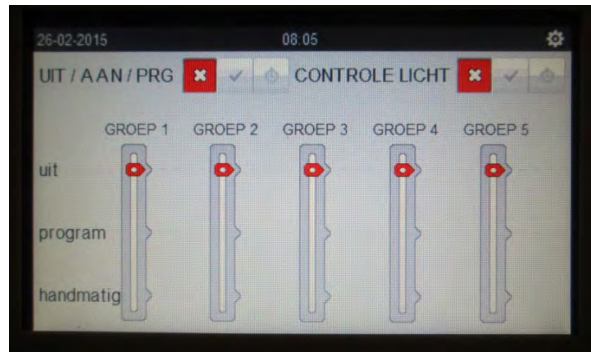 26-02-2015 08:05
UIT / AAN / PRG CONTROLE LICHT
GROEP 1 GROEP 2 GROEP 3 GROEP 4 GROEP 5
uit
program
handmatig